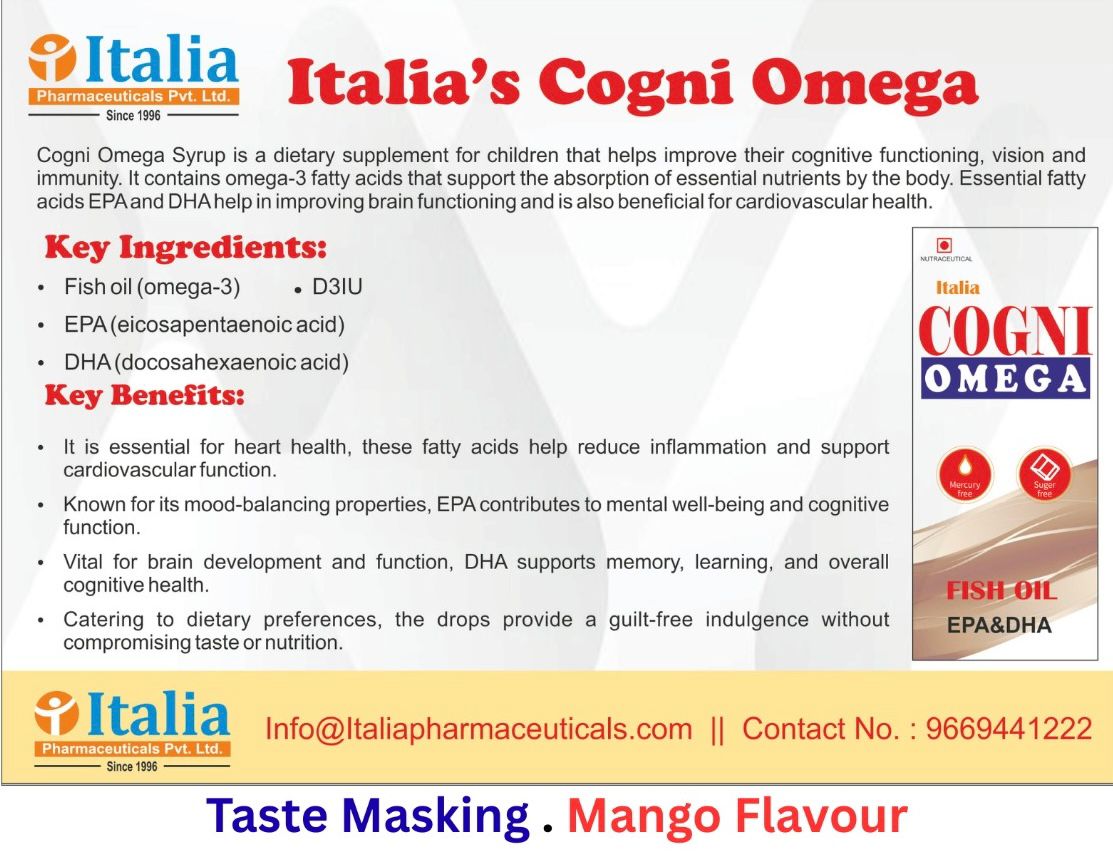 Italia
Pharmaceuticals Pvt. Ltd.
Since 1996
Italia's Cogni Omega
Cogni Omega Syrup is a dietary supplement for children that helps improve their cognitive functioning, vision and
immunity. It contains omega-3 fatty acids that support the absorption of essential nutrients by the body. Essential fatty
acids EPA and DHA help in improving brain functioning and is also beneficial for cardiovascular health.
Key Ingredients:
• Fish oil (omega-3) • D3IU
• EPA (eicosapentaenoic acid)
• DHA (docosahexaenoic acid)
Key Benefits:
• It is essential for heart health, these fatty acids help reduce inflammation and support
cardiovascular function.
• Known for its mood-balancing properties, EPA contributes to mental well-being and cognitive
function.
• Vital for brain development and function, DHA supports memory, learning, and overall
cognitive health.
• Catering to dietary preferences, the drops provide a guilt-free indulgence without
compromising taste or nutrition.
NUTRACEUTICAL
Italia
COGNI
OMEGA
Mercury
free
Suger
free
FISH OIL
EPA&DHA
Italia
Pharmaceuticals Pvt. Ltd.
Since 1996
Info@Italiapharmaceuticals.com || Contact No. : 9669441222
Taste Masking . Mango Flavour